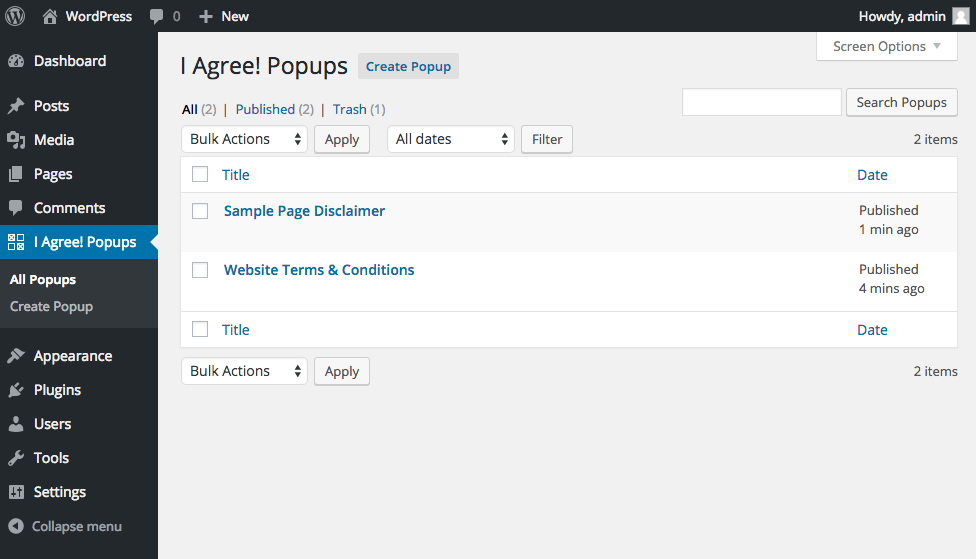 WordPress 0 New Howdy, admin
Screen Options
Dashboard
Posts
Media
Pages
Comments
I Agree! Popups
All Popups
Create Popup
Appearance
Plugins
Users
Tools
Settings
Collapse menu
I Agree! Popups Create Popup
All (2) | Published (2) | Trash (1)
Search Popups
Bulk Actions Apply All dates Filter 2 items
Title Date
Sample Page Disclaimer Published
1 min ago
Website Terms & Conditions Published
4 mins ago
Title Date
Bulk Actions Apply 2 items